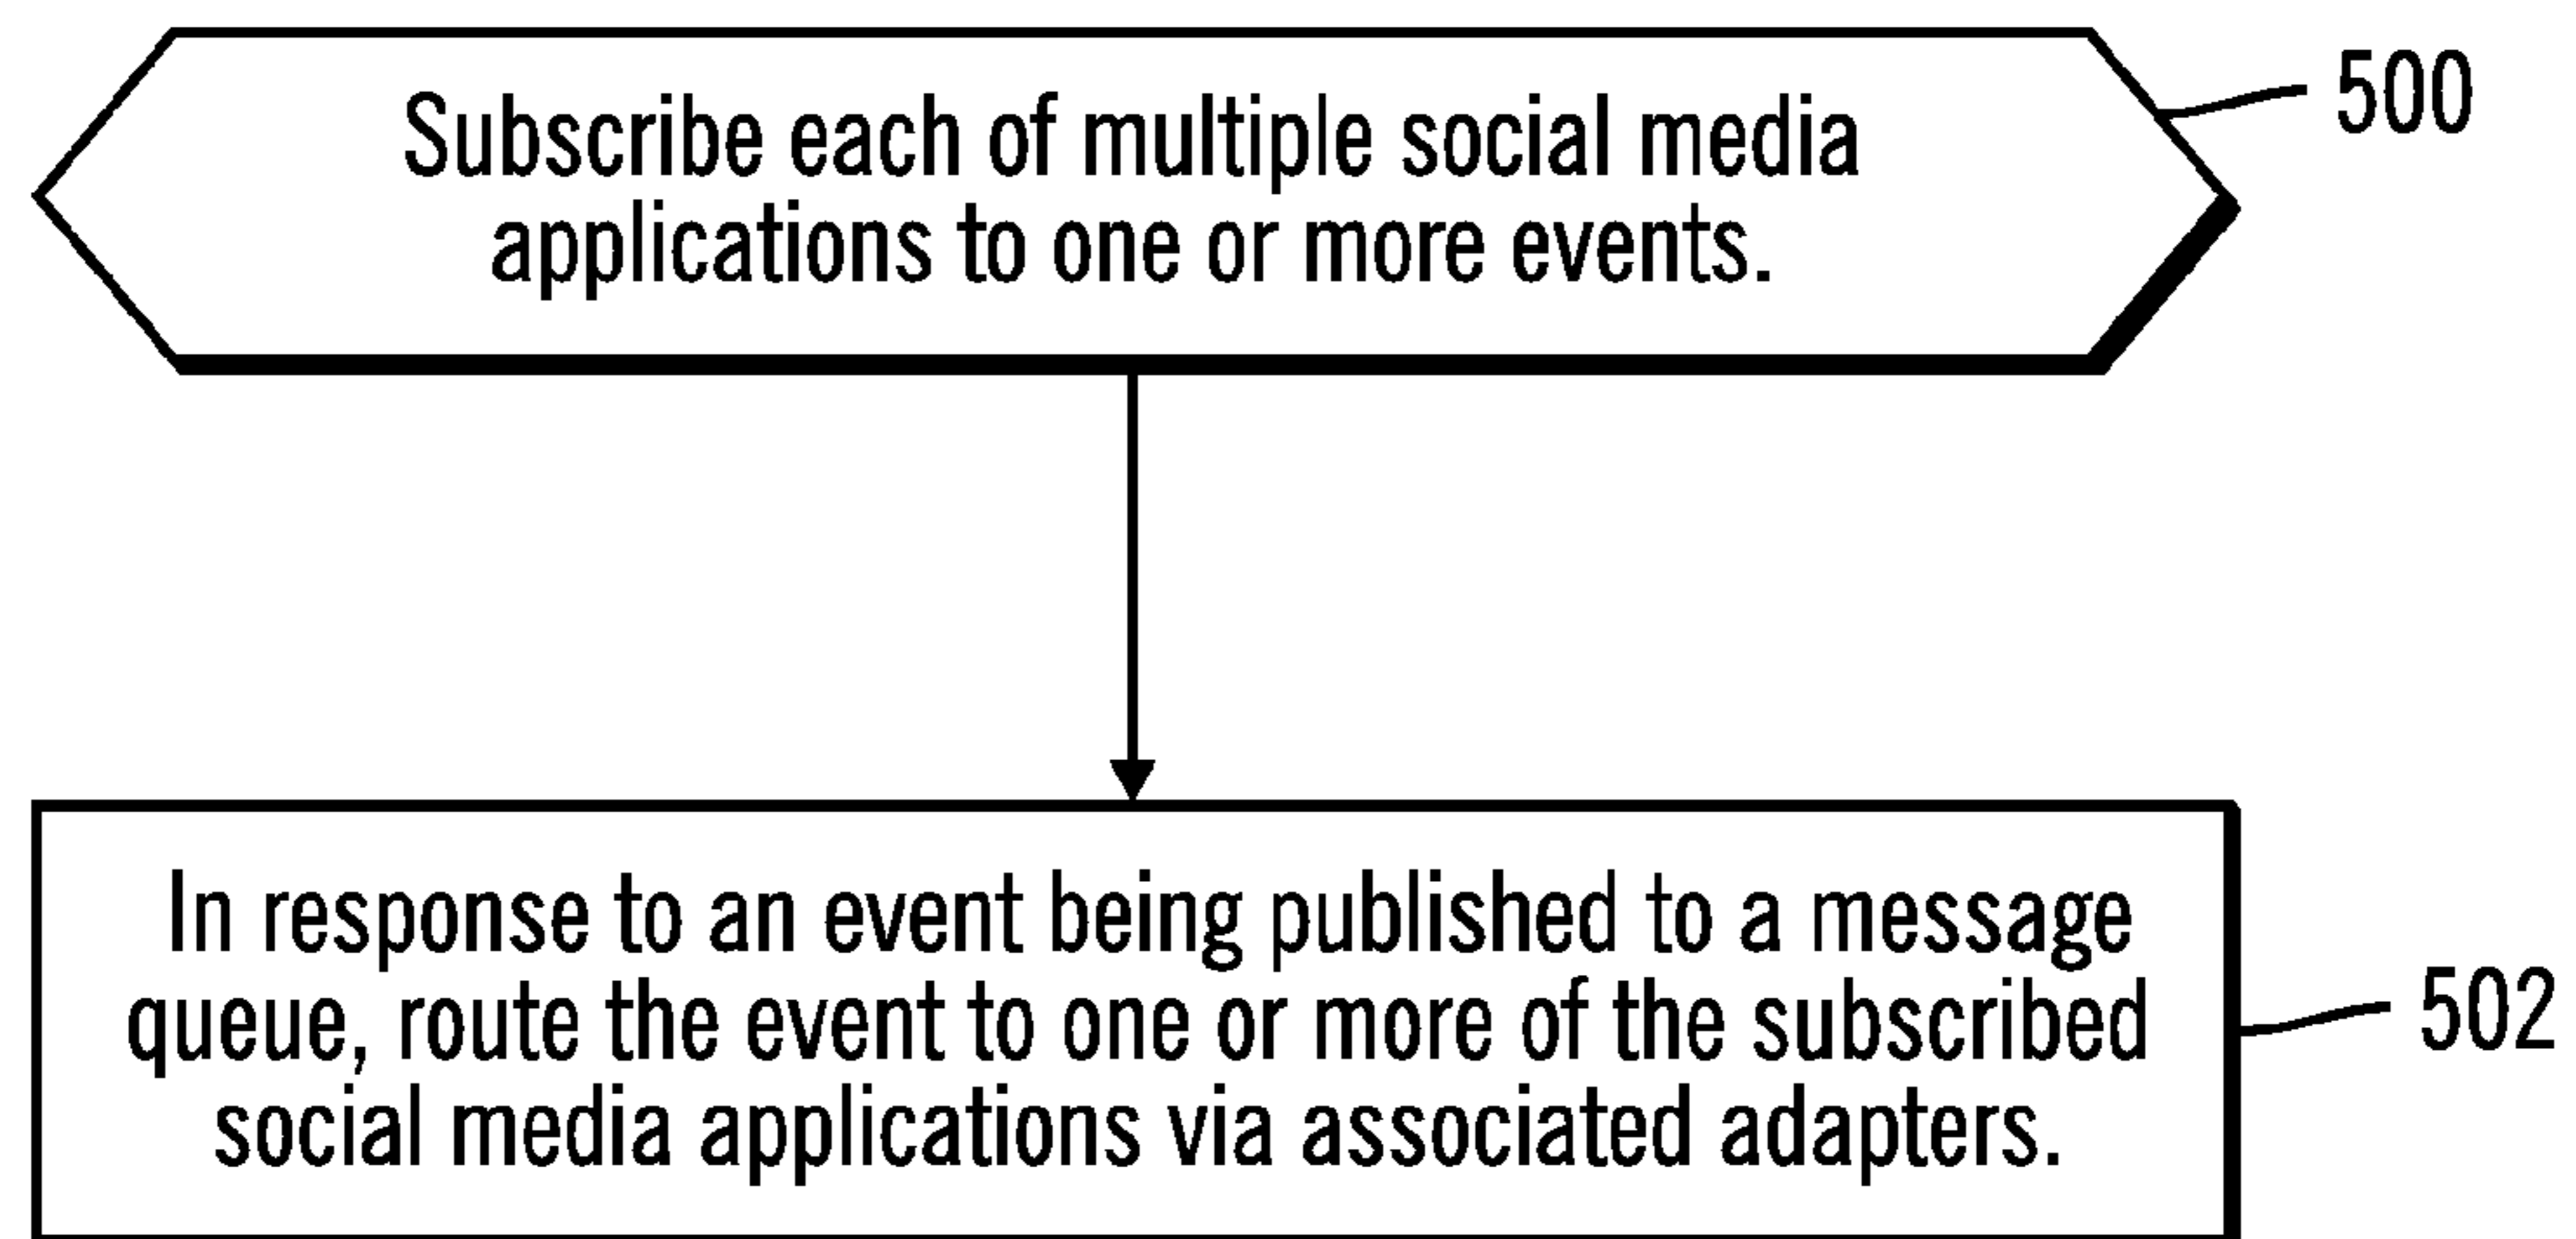 Subscribe each of multiple social media
applications to one or more events.
500
In response to an event being published to a message
queue, route the event to one or more of the subscribed
social media applications via associated adapters.
502